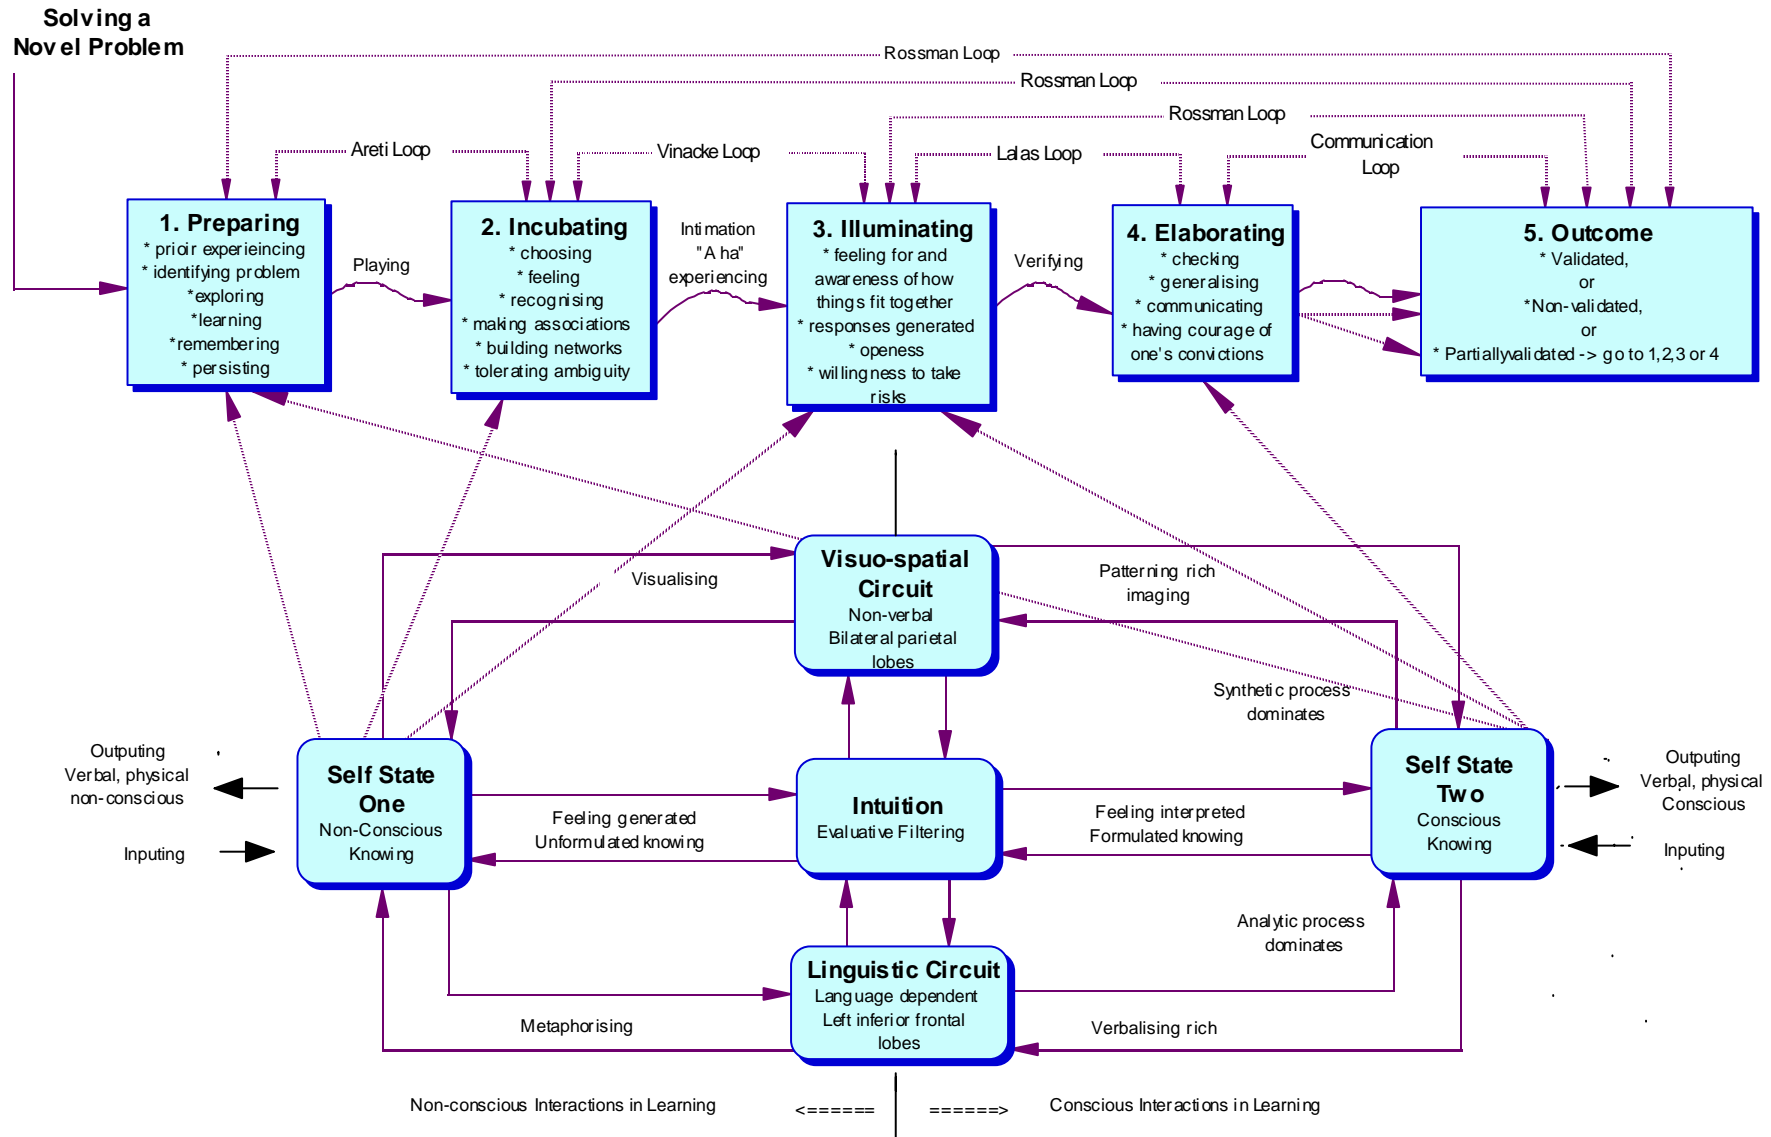 Solving a
Novel Problem
Rossman Loop
Rossman Loop
Rossman Loop
Communication
Loop
Areti Loop
Vinacke Loop
Lalas Loop
1. Preparing
* prioir experieincing
* identifying problem
*exploring
*learning
*remembering
* persisting
Playing
2. Incubating
* choosing
* feeling
* recognising
* making associations
* building networks
* tolerating ambiguity
Intimation
"A ha"
experiencing
3. Illuminating
* feeling for and
awareness of how
things fit together
* responses generated
* openess
* willingness to take
risks
Verifying
4. Elaborating
* checking
* generalising
* communicating
* having courage of
one's convictions
5. Outcome
* Validated,
or
*Non-validated,
or
* Partiallyvalidated -> go to 1,2,3 or 4
Visualising
Visuo-spatial
Circuit
Non-verbal
Bilateral parietal
lobes
Patterning rich
imaging
Synthetic process
dominates
Outputing
Verbal, physical
non-conscious
Inputing
Self State
One
Non-Conscious
Knowing
Feeling generated
Unformulated knowing
Intuition
Evaluative Filtering
Feeling interpreted
Formulated knowing
Self State
Two
Conscious
Knowing
Outputing
Verbal, physical
Conscious
Inputing
Analytic process
dominates
Metaphorising
Linguistic Circuit
Language dependent
Left inferior frontal
lobes
Verbalising rich
Non-conscious Interactions in Learning
<======
======>
Conscious Interactions in Learning